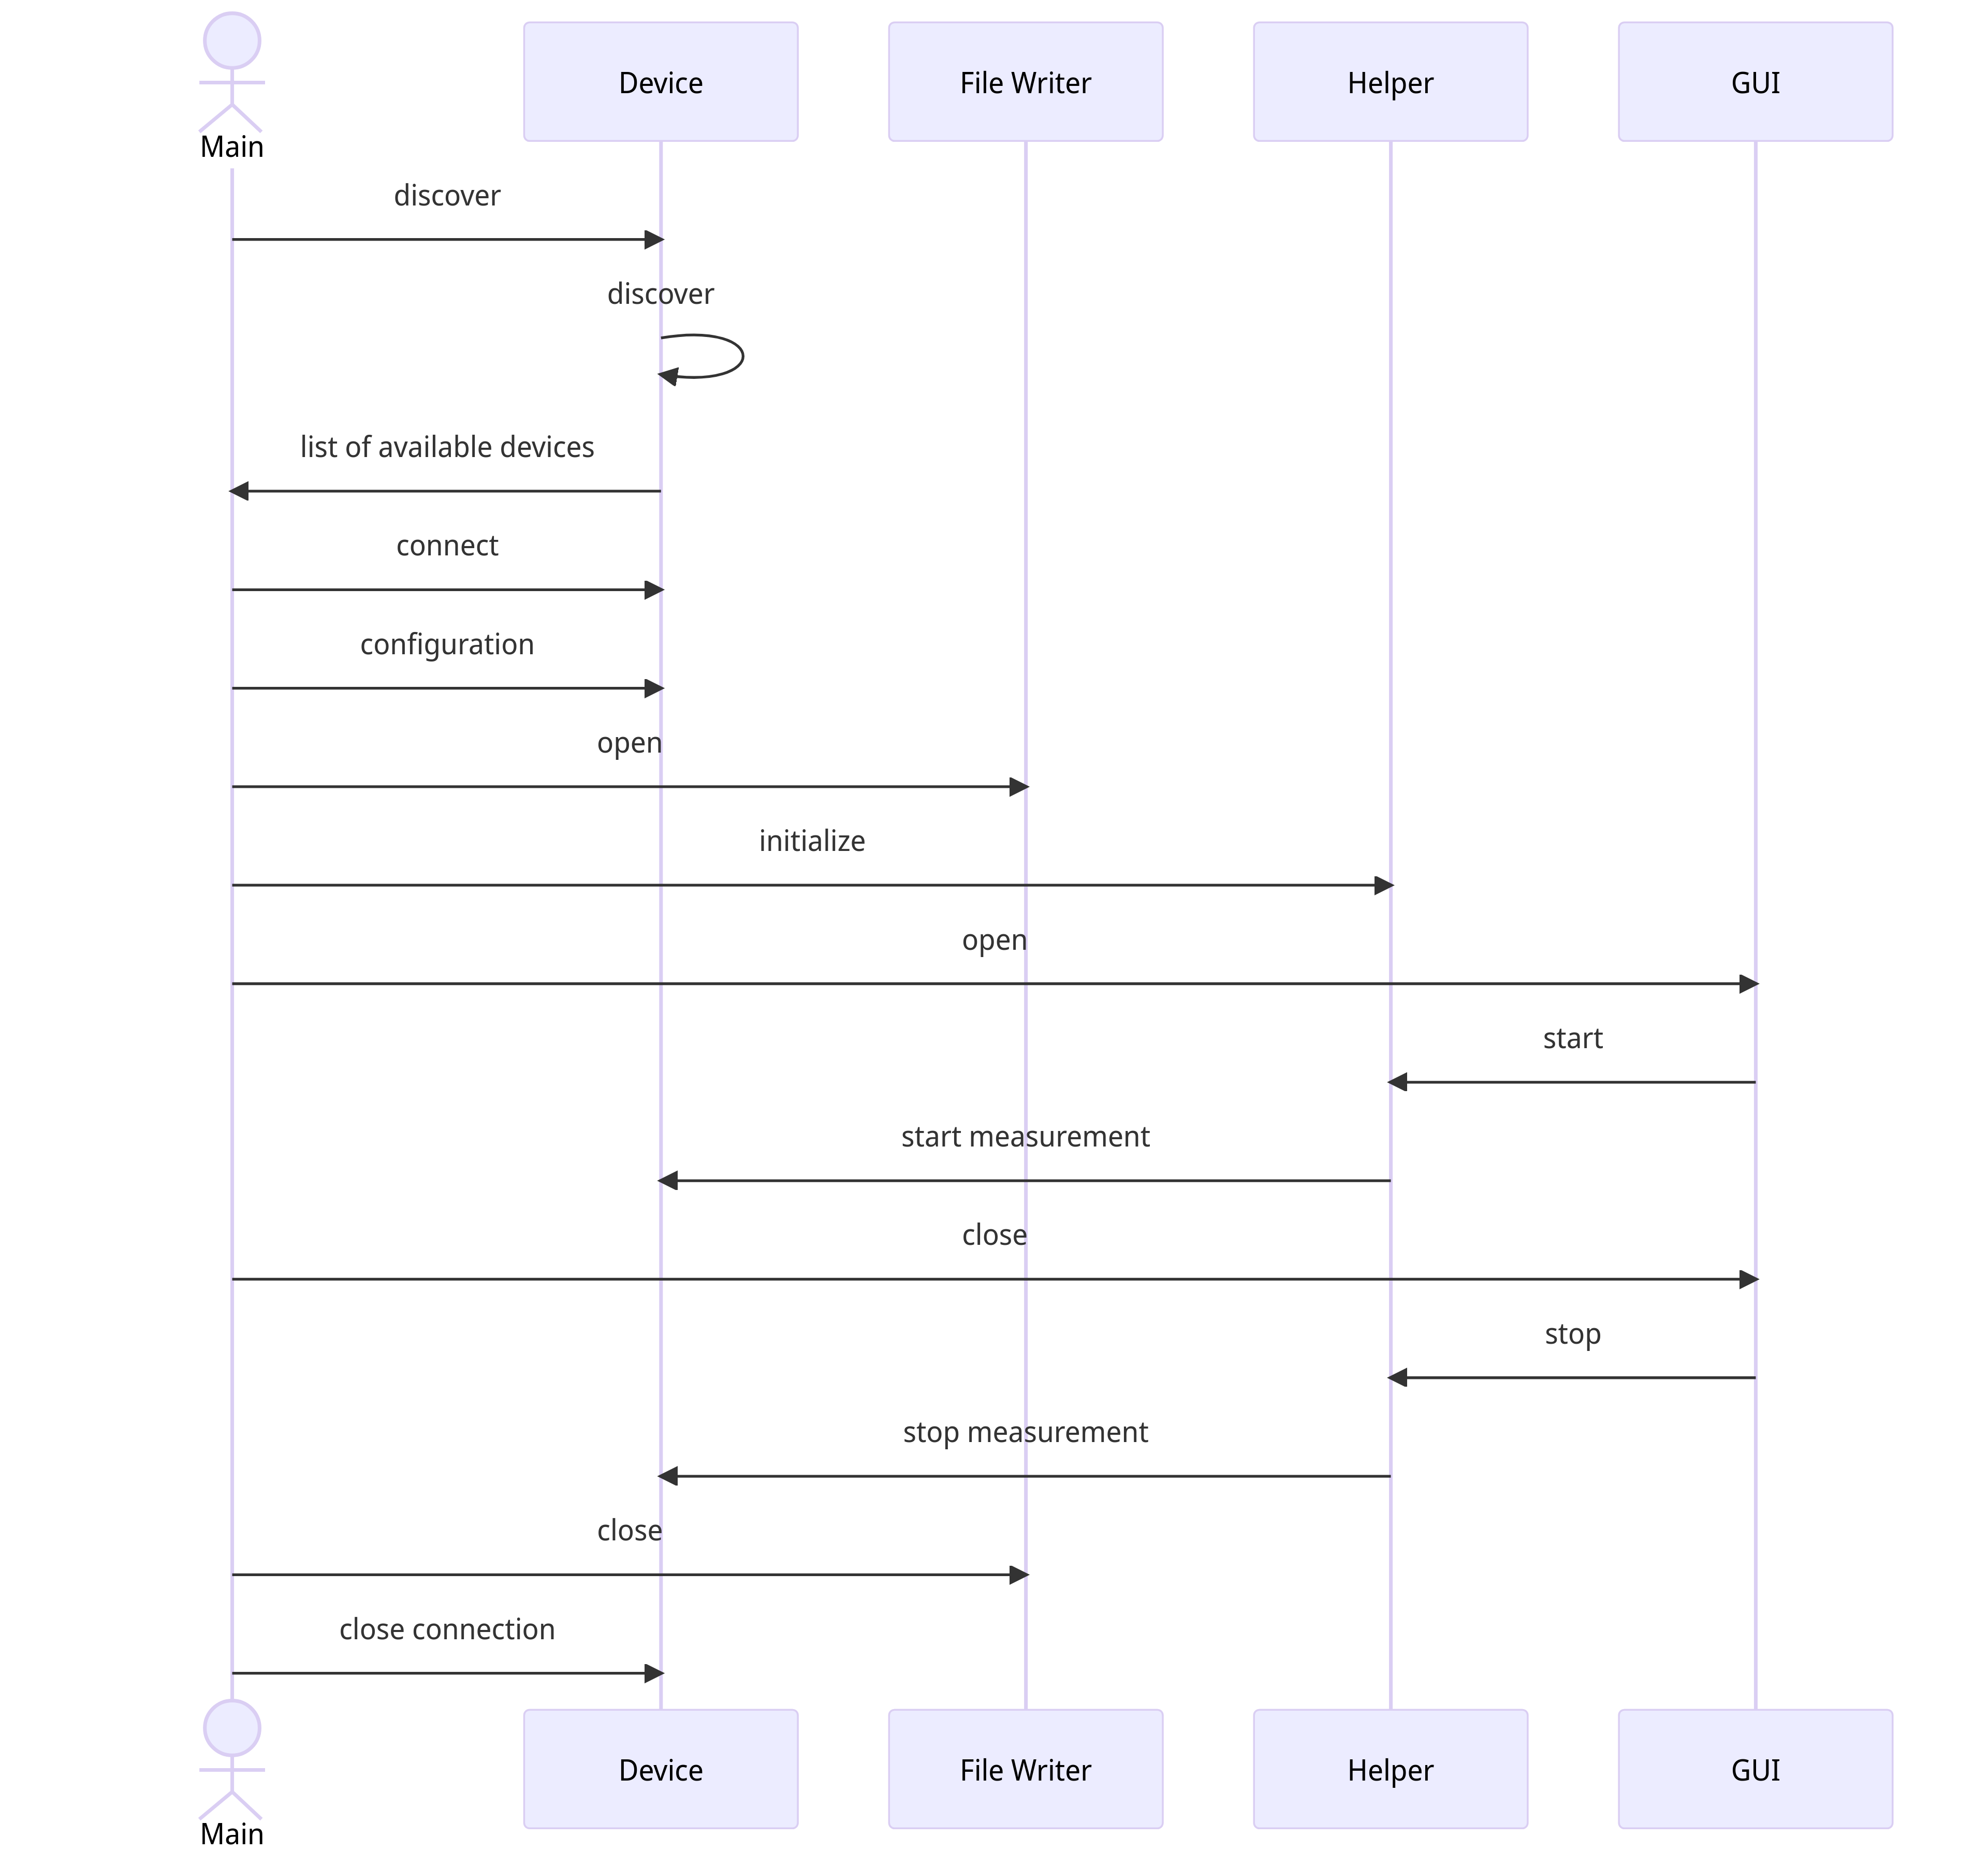 Main
Device
File Writer
Helper
GUI
discover
discover
list of available devices
connect
configuration
open
initialize
open
start
start measurement
close
stop
stop measurement
close
close connection
Main
Device
File Writer
Helper
GUI